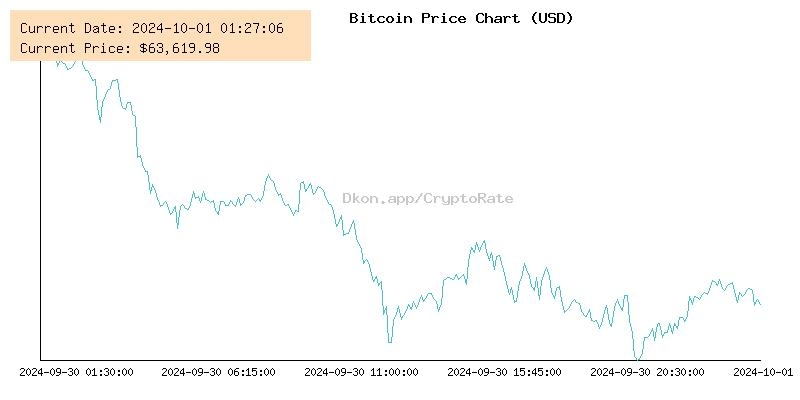 Bitcoin Price Chart (USD)
Current Date: 2024-10-01 01:27:06
Current Price: $63,619.98
Dkon.app/CryptoRate
2024-09-30 01:30:00 2024-09-30 06:15:00 2024-09-30 11:00:00 2024-09-30 15:45:00 2024-09-30 20:30:00 2024-10-01